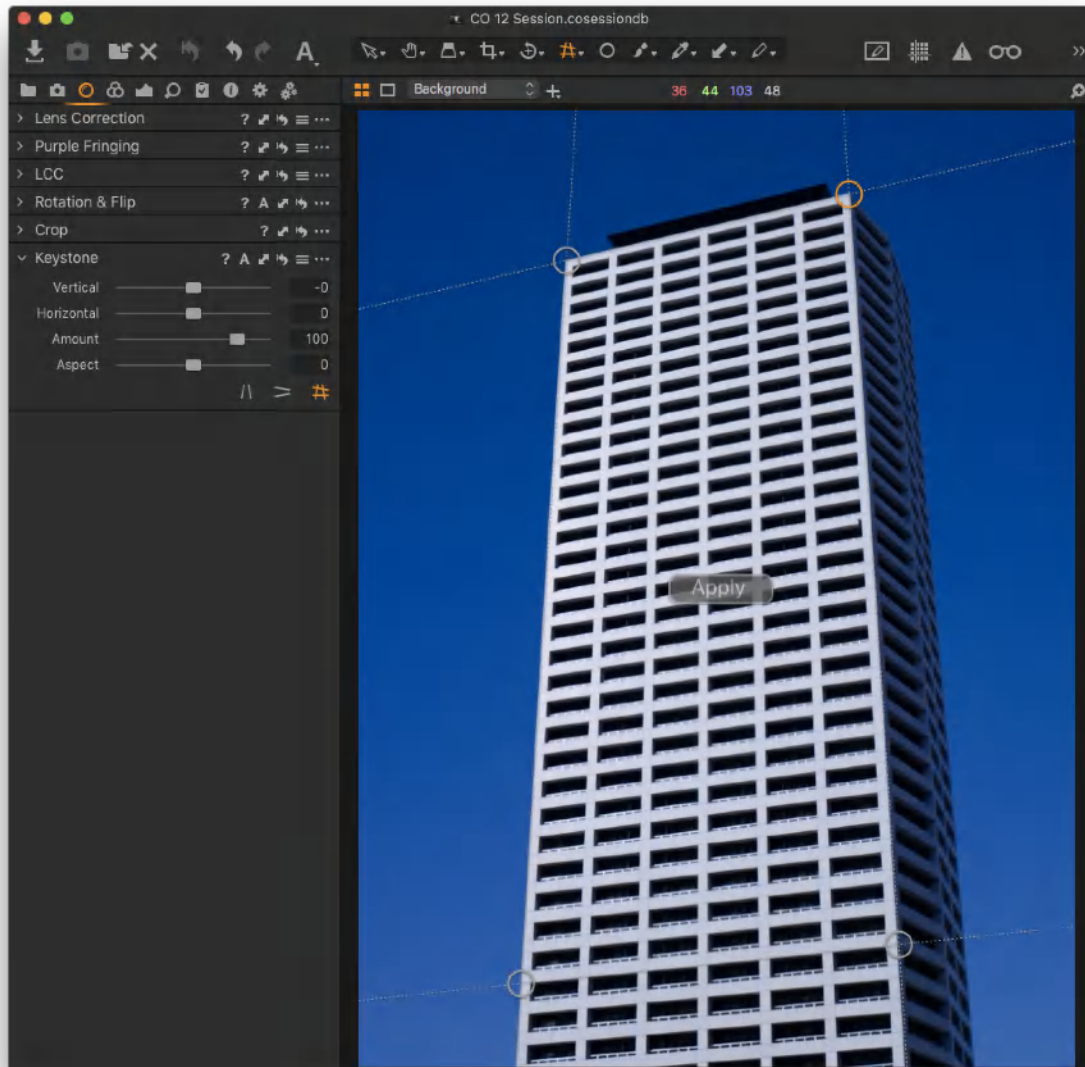 CO 12 Session.cosessiondb
A
Background
36 44 103 48
Lens Correction ?
Purple Fringing ?
LCC ?
Rotation & Flip ? A
Crop ?
Keystone ? A
Vertical -0
Horizontal 0
Amount 100
Aspect 0
Apply